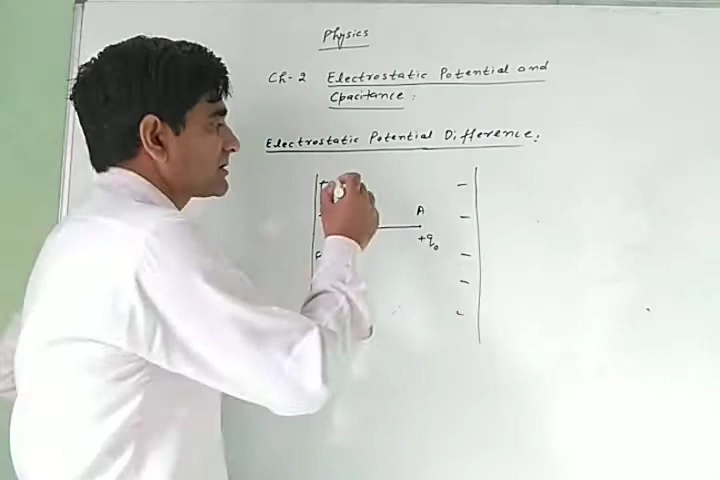 Physics
Ch-2 Electrostatic Potential and
Cpacitance:
Electrostatic Potential Difference:
A
+q₀